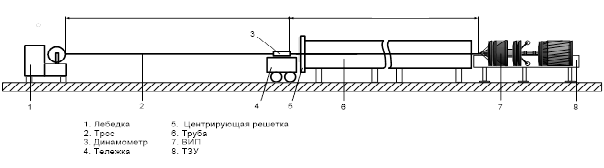 3
1
2
4
5
6
7
8
1. Лебедка
2. Трос
3. Динамометр
4. Тележка
5. Центрирующая решетка
6. Труба
7. ВИП
8. ТЗУ